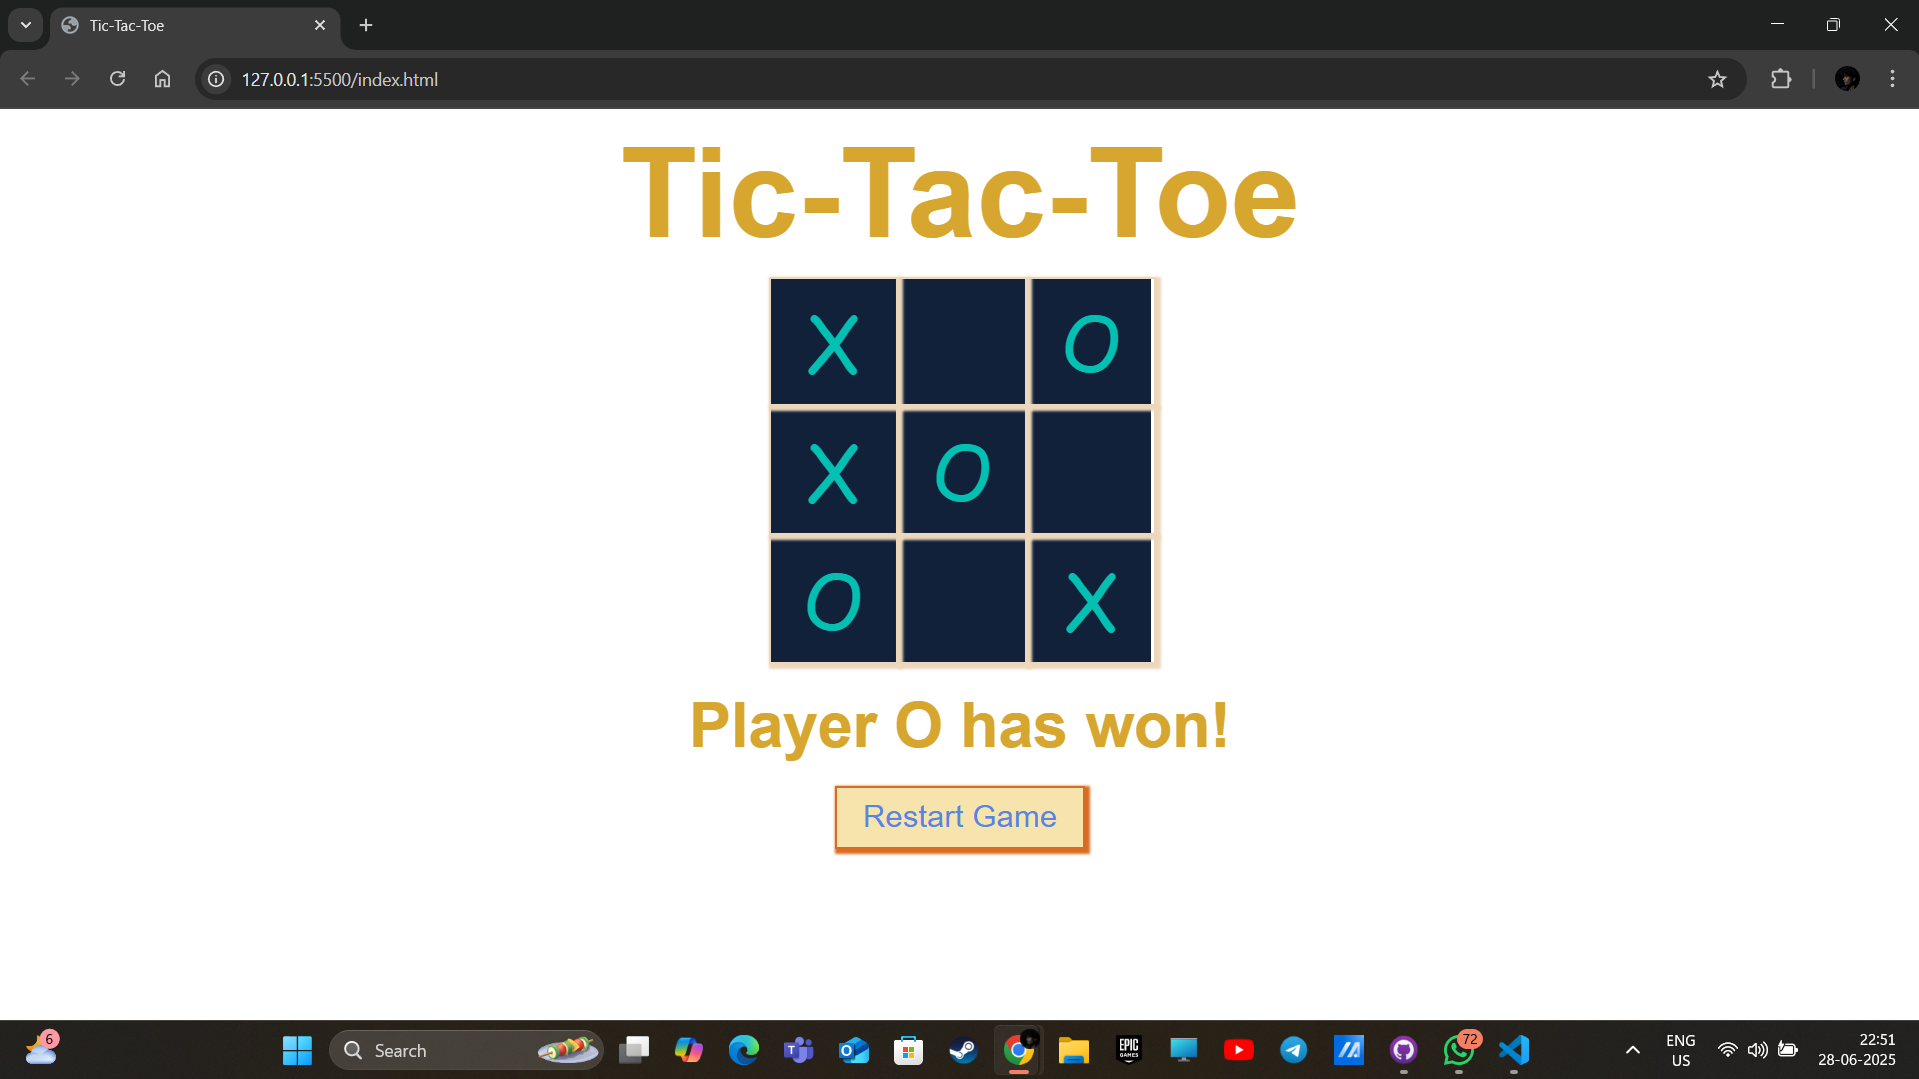 Tic-Tac-Toe
127.0.0.1:5500/index.html
Tic-Tac-Toe
X O
X O
O X
Player O has won!
Restart Game
6
Search
T
O
EPIC
GAMES
72
ENG
US
22:51
28-06-2025